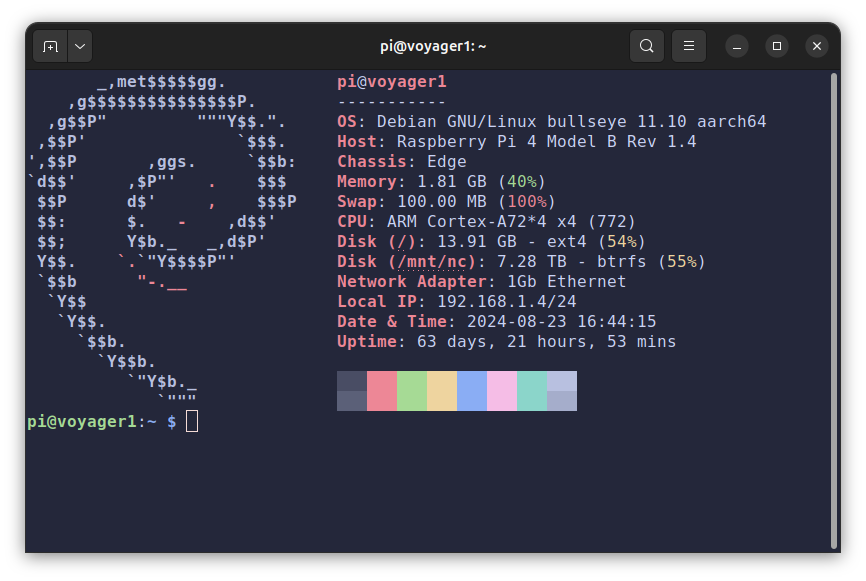 pi@voyager1: ~
_,met$$$$$gg.
,g$$$$$$$$$$$$$$$P.
,g$$P"         """Y$$.".
,$$P'               `$$$.
',$$P       ,ggs.     `$$b:
`d$$'     ,$P"'   .    $$$
$$P      d$'     ,    $$$P
$$:      $.   -    ,d$$'
$$;      Y$b._   _,d$P'
Y$$.    `.`"Y$$$$P"'
`$$b      "-.__
`Y$$
`Y$$.
`$$b.
`Y$$b.
`"Y$b._
`"""
pi@voyager1
-----------
OS: Debian GNU/Linux bullseye 11.10 aarch64
Host: Raspberry Pi 4 Model B Rev 1.4
Chassis: Edge
Memory: 1.81 GB (40%)
Swap: 100.00 MB (100%)
CPU: ARM Cortex-A72*4 x4 (772)
Disk (/): 13.91 GB - ext4 (54%)
Disk (/mnt/nc): 7.28 TB - btrfs (55%)
Network Adapter: 1Gb Ethernet
Local IP: 192.168.1.4/24
Date & Time: 2024-08-23 16:44:15
Uptime: 63 days, 21 hours, 53 mins
pi@voyager1:~ $